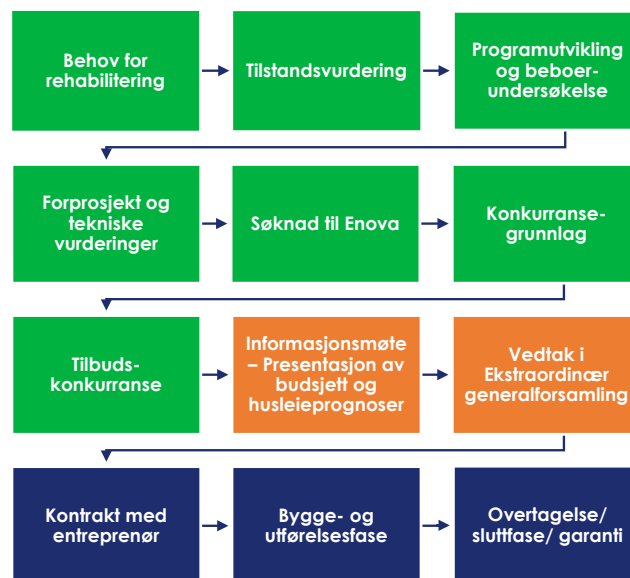 Behov for
rehabilitering
Tilstandsvurdering
Programutvikling
og beboer-
undersøkelse
Forprosjekt og
tekniske
vurderinger
Søknad til Enova
Konkurranse-
grunnlag
Tilbuds-
konkurranse
Informasjonsmøte
– Presentasjon av
budsjett og
husleieprognoser
Vedtak i
Ekstraordinær
generalforsamling
Kontrakt med
entreprenør
Bygge- og
utførelsesfase
Overtagelse/
sluttfase/ garanti